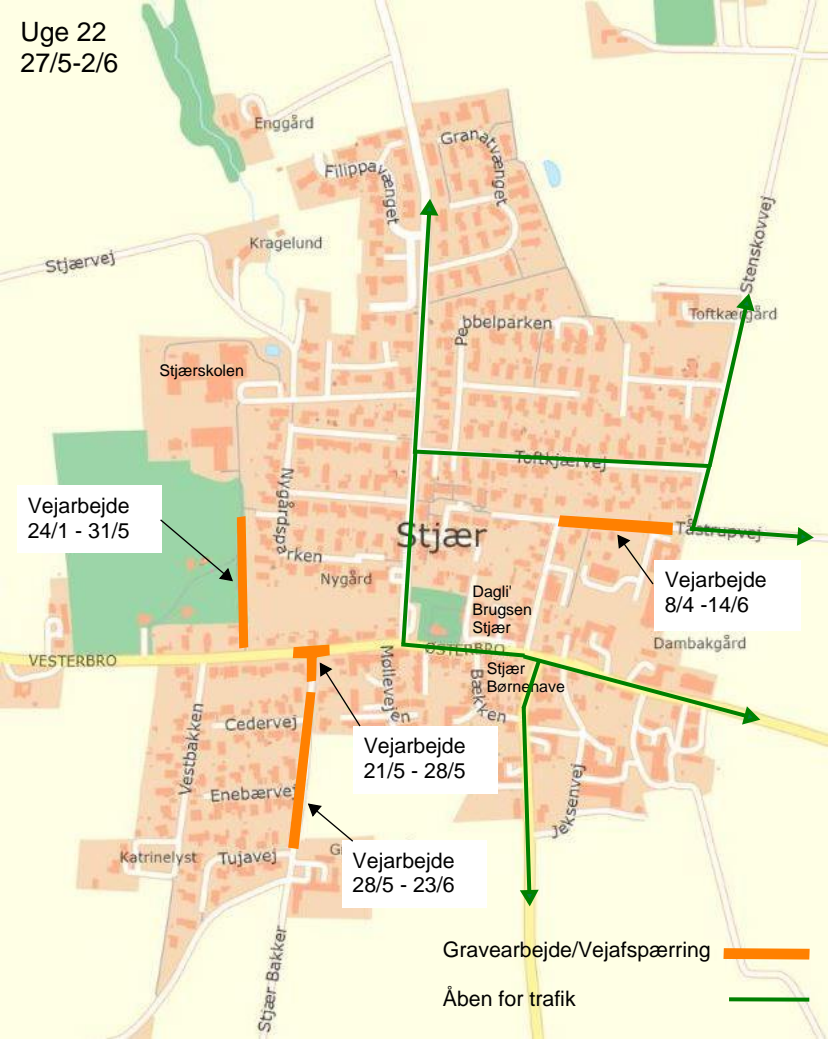 Uge 22
27/5-2/6
Enggård
Granatvænget
Filippavænget
Kragelund
Stjærvej
Stenskovvej
Toftkærgård
Pebbelparken
Stjærskolen
Toftkjærvej
Nygårdsparken
Vejarbejde
24/1 - 31/5
Stjær
Tåstrupvej
Nygård
Vejarbejde
8/4 -14/6
Dagli'
Brugsen
Stjær
VESTERBRO
ØSTERBRO
Dambakgård
Møllevejen
Stjær
Børnehave
Bækken
Vestbakken
Cedervej
Vejarbejde
21/5 - 28/5
Enebærvej
Jeksenvej
Katrinelyst
Tujavej
G
Vejarbejde
28/5 - 23/6
Stjær Bakker
Gravearbejde/Vejafspærring
Åben for trafik